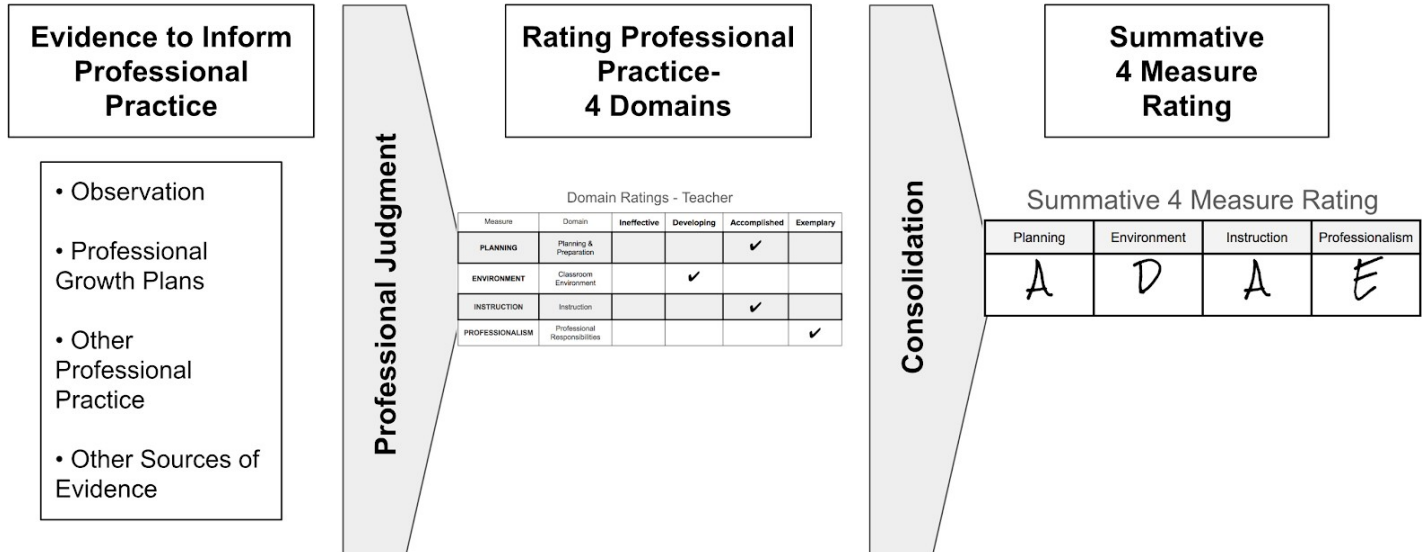 Evidence to Inform
Professional
Practice
• Observation
• Professional
Growth Plans
• Other
Professional
Practice
• Other Sources of
Evidence
Professional Judgment
Rating Professional
Practice-
4 Domains
Domain Ratings - Teacher
Measure Domain Ineffective Developing Accomplished Exemplary
PLANNING Planning &
Preparation ✔
ENVIRONMENT Classroom
Environment ✔
INSTRUCTION Instruction ✔
PROFESSIONALISM Professional
Responsibilities ✔
Consolidation
Summative
4 Measure
Rating
Summative 4 Measure Rating
Planning Environment Instruction Professionalism
A D A E